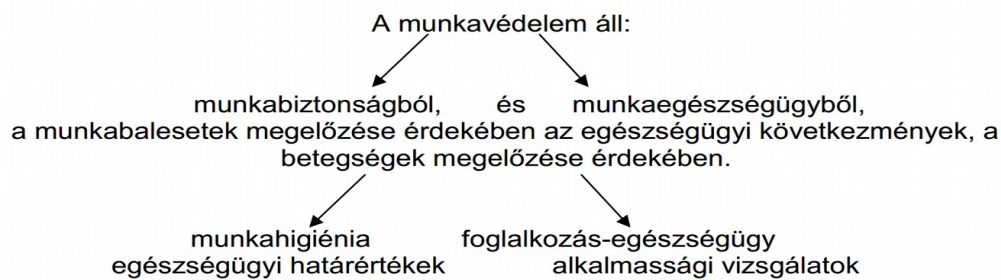 A munkavédelem áll:
munkabiztonságból, és munkaegészségügyből,
a munkabalesetek megelőzése érdekében az egészségügyi következmények, a
betegségek megelőzése érdekében.
munkahigiénia foglalkozás-egészségügy
egészségügyi határértékek alkalmassági vizsgálatok